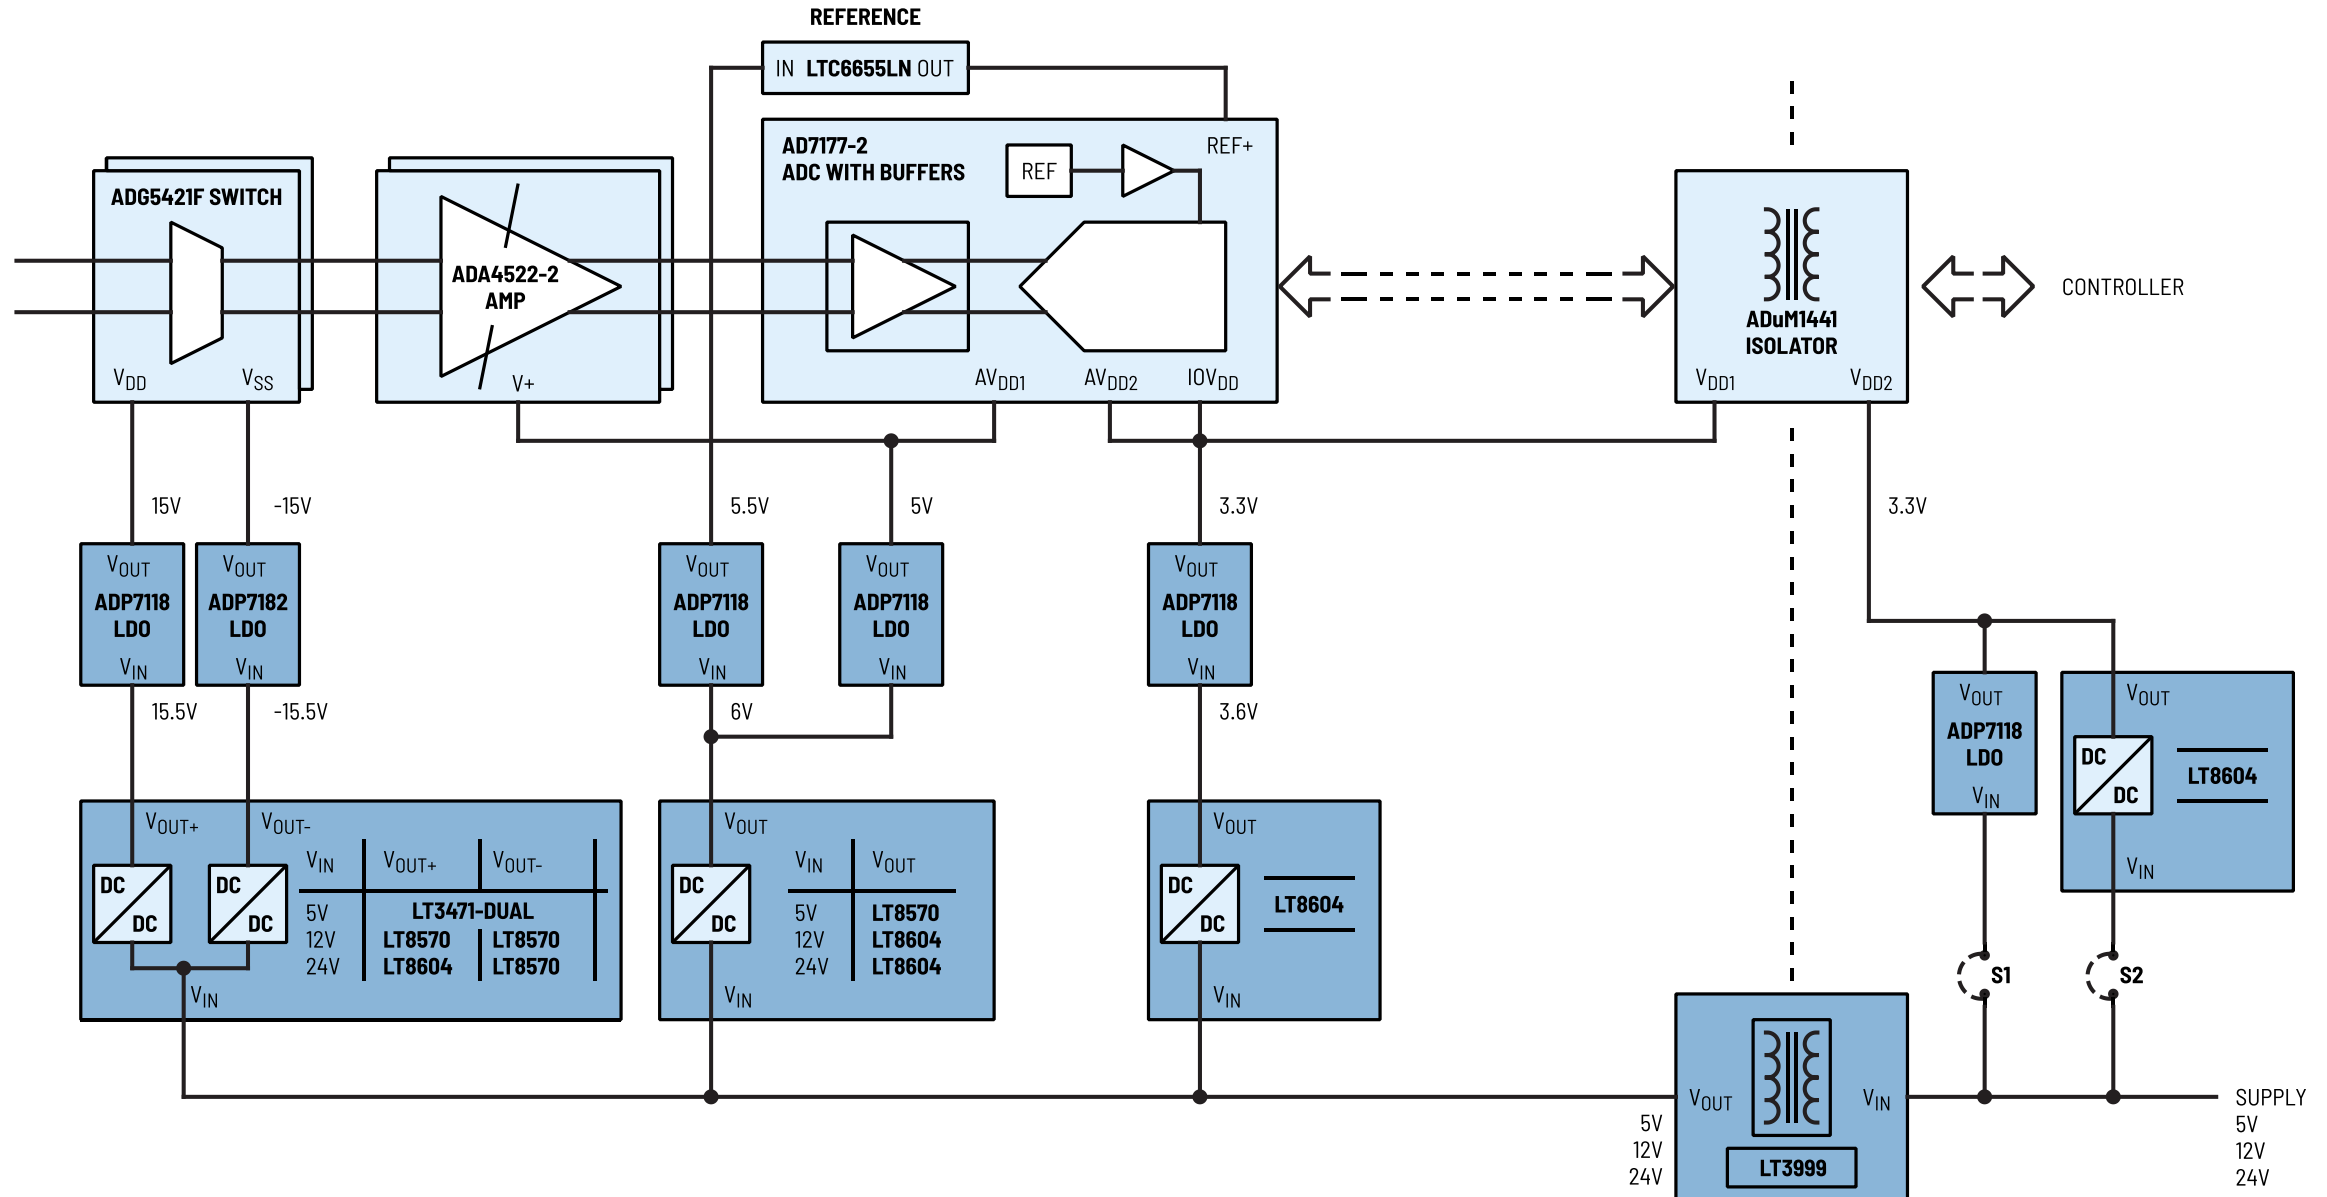 REFERENCE
IN LTC6655LN OUT
AD7177-2
ADC WITH BUFFERS
REF
REF+
ADG5421F SWITCH
VDD
VSS
ADA4522-2
AMP
V+
AVDD1
AVDD2
IOVDD
ADuM1441
ISOLATOR
VDD1
VDD2
CONTROLLER
15V
-15V
5.5V
5V
3.3V
3.3V
VOUT
ADP7118
LDO
VIN
VOUT
ADP7182
LDO
VIN
VOUT
ADP7118
LDO
VIN
VOUT
ADP7118
LDO
VIN
VOUT
ADP7118
LDO
VIN
15.5V
-15.5V
6V
3.6V
VOUT
ADP7118
LDO
VIN
VOUT
DC
DC
LT8604
VIN
VOUT+
VOUT-
DC
DC
DC
DC
VIN
VIN VOUT+ VOUT-
5V LT3471-DUAL
12V LT8570 LT8570
24V LT8604 LT8570
VOUT
DC
DC
VIN
VIN VOUT
5V LT8570
12V LT8604
24V LT8604
VOUT
DC
DC
LT8604
VIN
S1
S2
VOUT
VIN
LT3999
5V
12V
24V
SUPPLY
5V
12V
24V